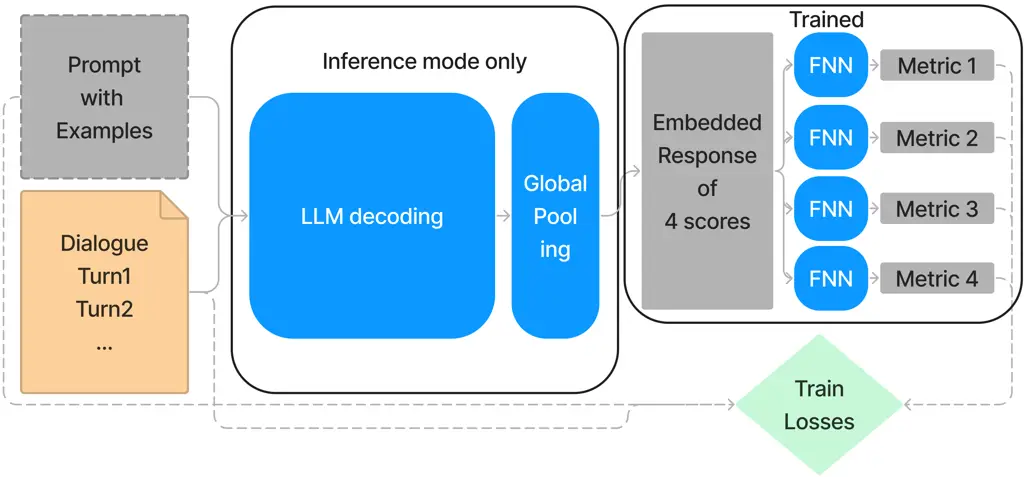 Prompt
with
Examples
Dialogue
Turn1
Turn2
...
Inference mode only
LLM decoding
Global
Pool
ing
Trained
Embedded
Response
of
4 scores
FNN
Metric 1
FNN
Metric 2
FNN
Metric 3
FNN
Metric 4
Train
Losses